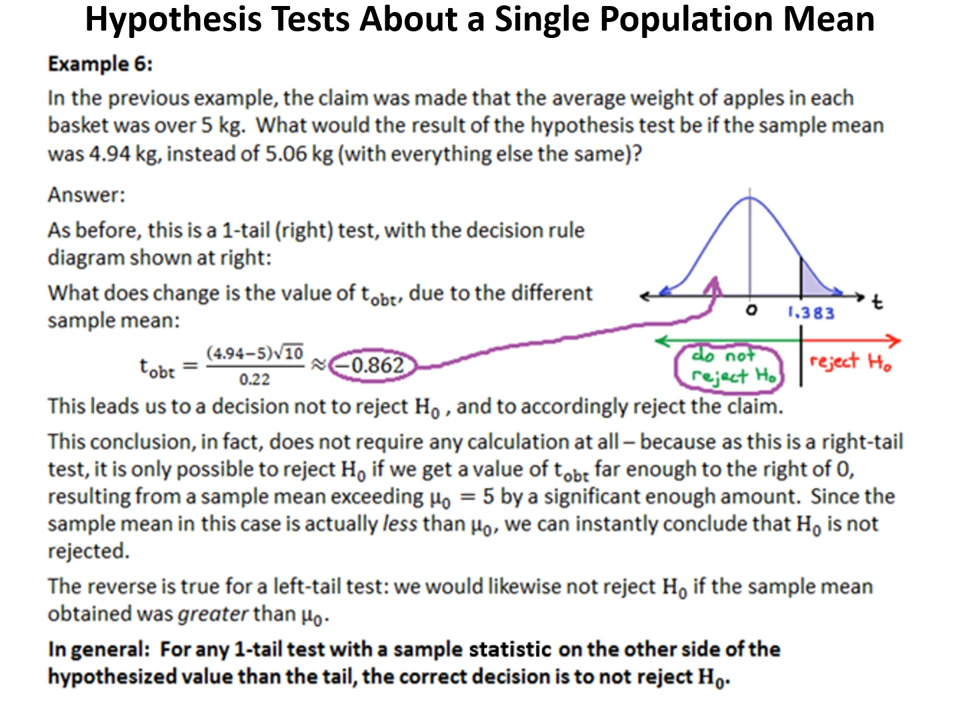 Hypothesis Tests About a Single Population Mean
Example 6:
In the previous example, the claim was made that the average weight of apples in each
basket was over 5 kg. What would the result of the hypothesis test be if the sample mean
was 4.94 kg, instead of 5.06 kg (with everything else the same)?
Answer:
As before, this is a 1-tail (right) test, with the decision rule
diagram shown at right:
What does change is the value of t_obt, due to the different
sample mean:
t_obt = (4.94−5)√10 / 0.22 ≈ −0.862
0 1.383 t
do not
reject H₀
reject H₀
This leads us to a decision not to reject H₀ , and to accordingly reject the claim.
This conclusion, in fact, does not require any calculation at all – because as this is a right-tail
test, it is only possible to reject H₀ if we get a value of t_obt far enough to the right of 0,
resulting from a sample mean exceeding μ₀ = 5 by a significant enough amount. Since the
sample mean in this case is actually less than μ₀, we can instantly conclude that H₀ is not
rejected.
The reverse is true for a left-tail test: we would likewise not reject H₀ if the sample mean
obtained was greater than μ₀.
In general: For any 1-tail test with a sample statistic on the other side of the
hypothesized value than the tail, the correct decision is to not reject H₀.